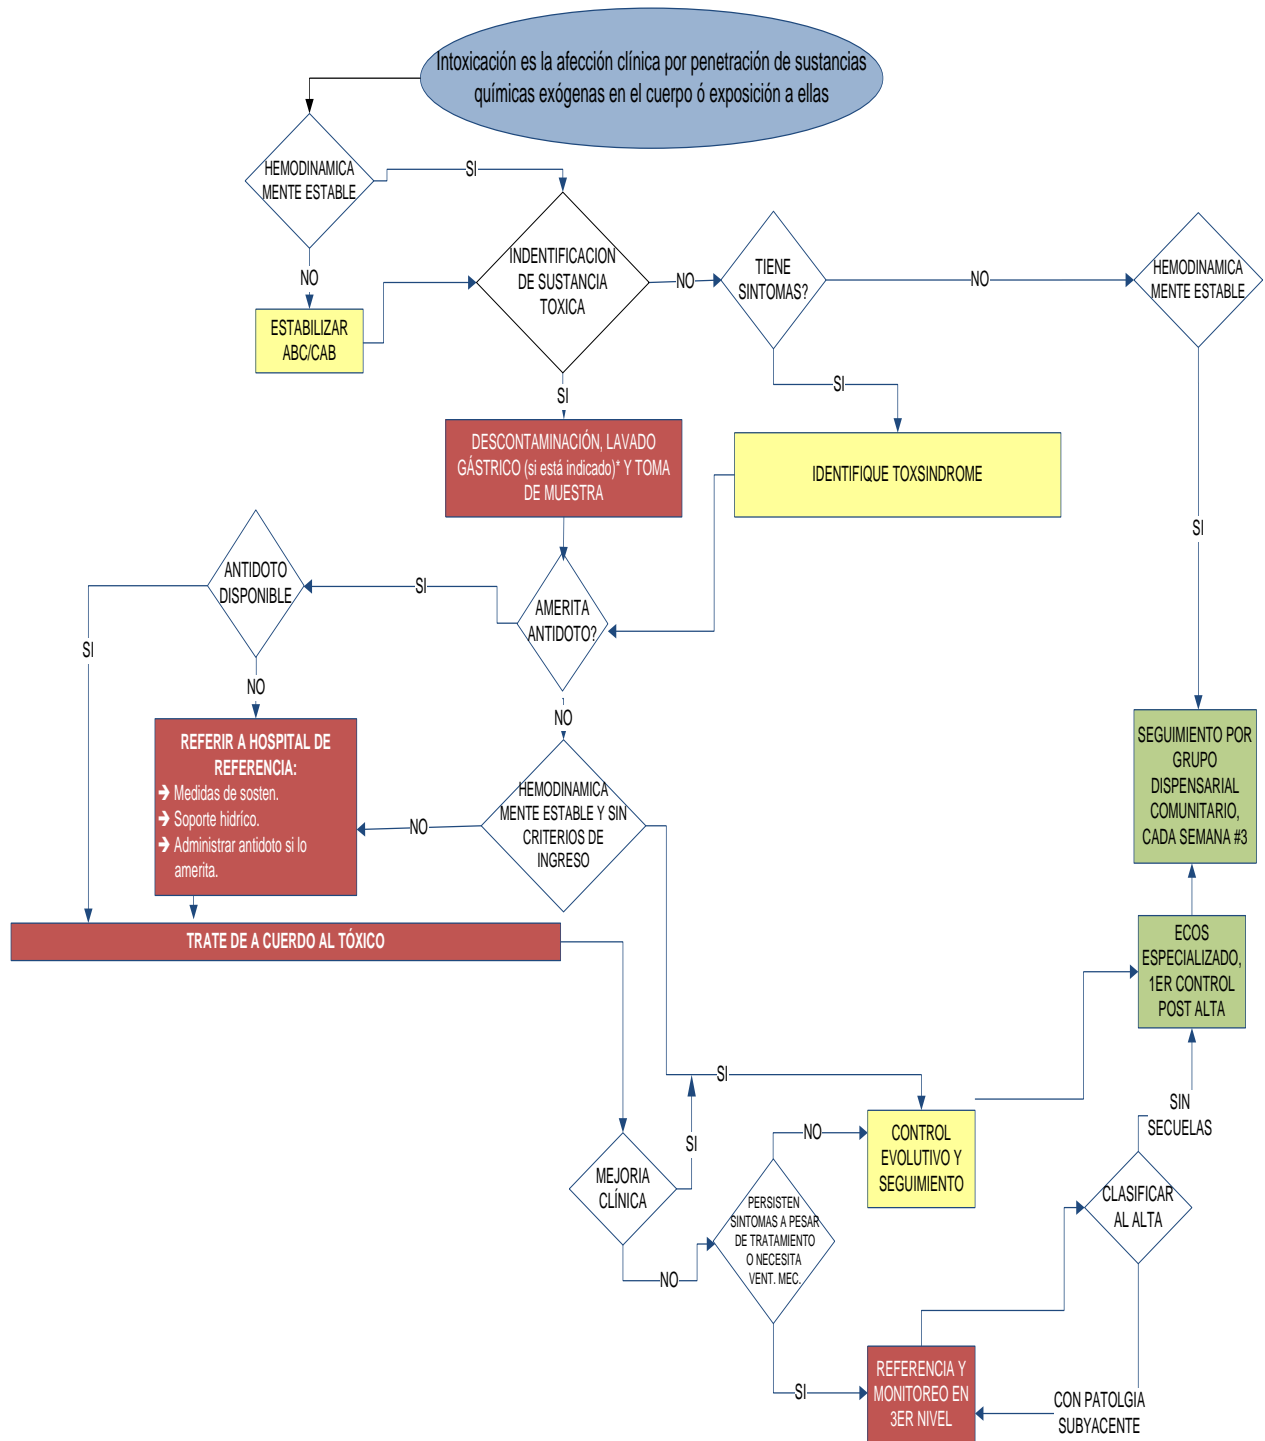 Intoxicación es la afección clínica por penetración de sustancias
químicas exógenas en el cuerpo ó exposición a ellas
HEMODINAMICA
MENTE ESTABLE
SI
NO
ESTABILIZAR
ABC/CAB
INDENTIFICACION
DE SUSTANCIA
TOXICA
NO
TIENE
SINTOMAS?
NO
HEMODINAMICA
MENTE ESTABLE
SI
SI
DESCONTAMINACIÓN, LAVADO
GÁSTRICO (si está indicado)* Y TOMA
DE MUESTRA
IDENTIFIQUE TOXSINDROME
SI
ANTIDOTO
DISPONIBLE
SI
AMERITA
ANTIDOTO?
SI
NO
NO
REFERIR A HOSPITAL DE
REFERENCIA:
➔ Medidas de sosten.
➔ Soporte hidríco.
➔ Administrar antidoto si lo
amerita.
NO
HEMODINAMICA
MENTE ESTABLE Y SIN
CRITERIOS DE
INGRESO
SEGUIMIENTO POR
GRUPO
DISPENSARIAL
COMUNITARIO,
CADA SEMANA #3
TRATE DE A CUERDO AL TÓXICO
ECOS
ESPECIALIZADO,
1ER CONTROL
POST ALTA
SI
SI
NO
CONTROL
EVOLUTIVO Y
SEGUIMIENTO
SIN
SECUELAS
MEJORIA
CLÍNICA
PERSISTEN
SINTOMAS A PESAR
DE TRATAMIENTO
O NECESITA
VENT. MEC.
CLASIFICAR
AL ALTA
NO
SI
REFERENCIA Y
MONITOREO EN
3ER NIVEL
CON PATOLGIA
SUBYACENTE